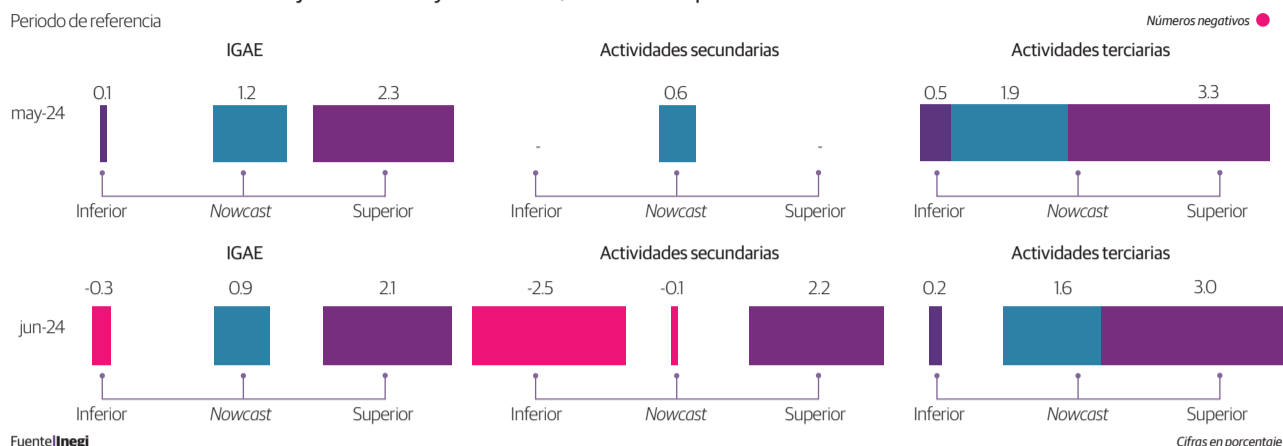 Periodo de referencia
Números negativos
IGAE
Actividades secundarias
Actividades terciarias
may-24
0.1
1.2
2.3
-
0.6
-
0.5
1.9
3.3
Inferior
Nowcast
Superior
Inferior
Nowcast
Superior
Inferior
Nowcast
Superior
IGAE
Actividades secundarias
Actividades terciarias
jun-24
-0.3
0.9
2.1
-2.5
-0.1
2.2
0.2
1.6
3.0
Inferior
Nowcast
Superior
Inferior
Nowcast
Superior
Inferior
Nowcast
Superior
Fuente|Inegi
Cifras en porcentaje